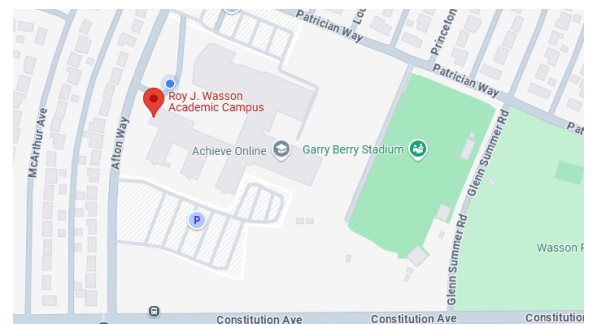 Patrician Way
Princeton
Patrician Way
Roy J. Wasson
Academic Campus
McArthur Ave
Afton Way
Achieve Online
Garry Berry Stadium
Glenn Summer Rd
Pat
P
Glenn Summer Rd
Wasson P
Constitution Ave
Constitution Ave
Constitution